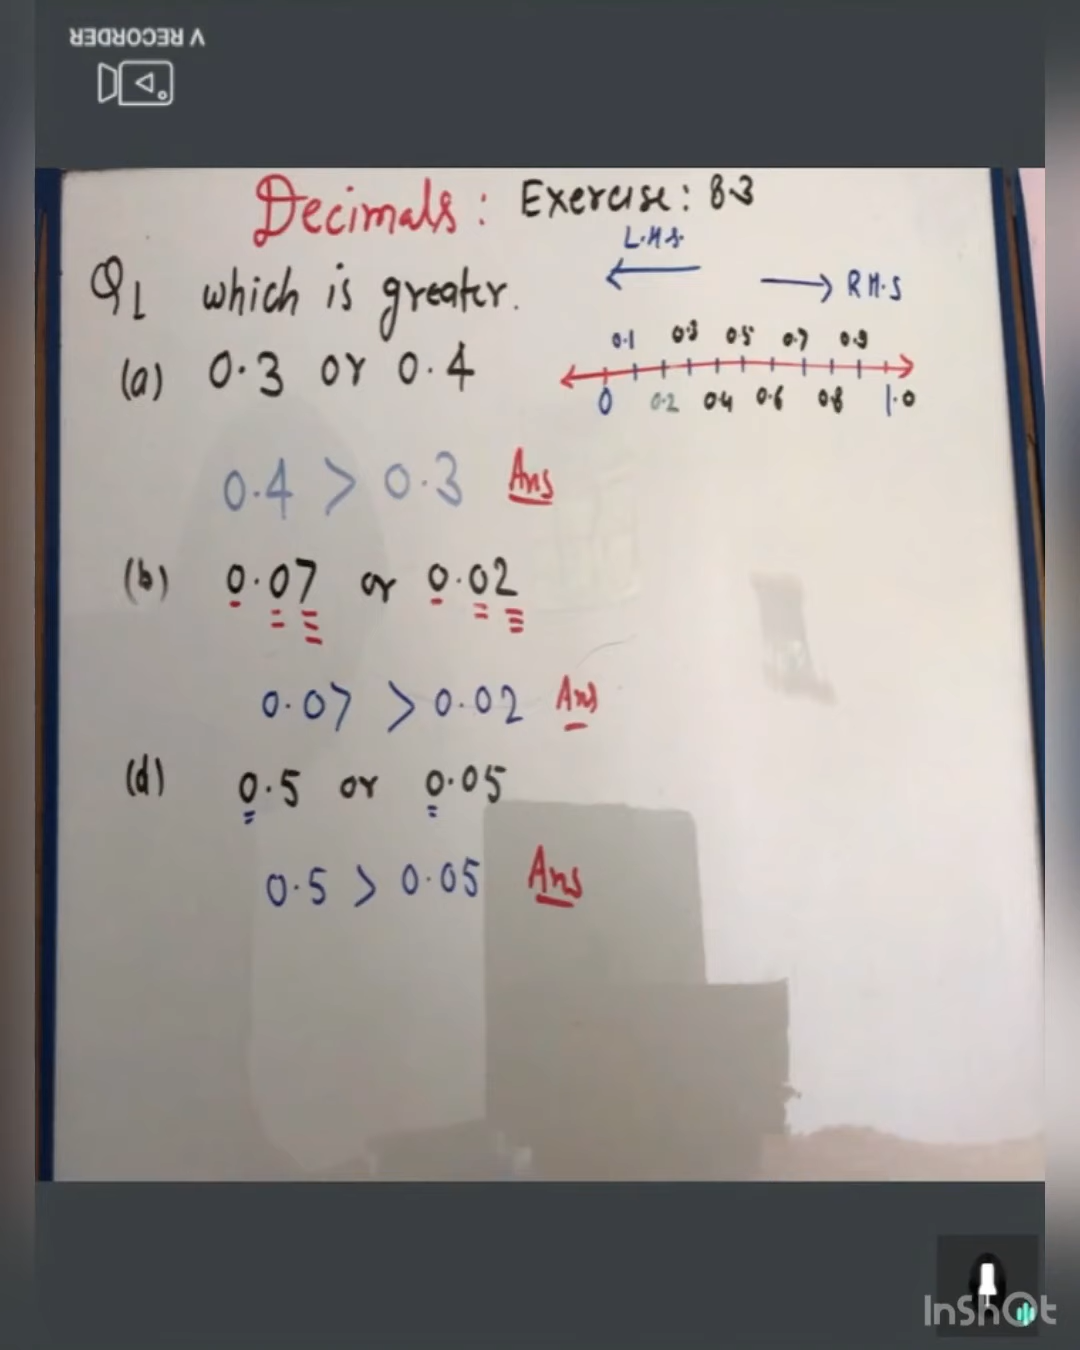 V RECORDER
Decimals : Exercise : 8.3
L.H.S.
Q1 which is greater.
R H.S
0.1 0.3 0.5 0.7 0.9
(a) 0.3 or 0.4
0 0.2 0.4 0.6 0.8 1.0
0.4 > 0.3 Ans
(b) 0.07 or 0.02
0.07 > 0.02 Ans
(d) 0.5 or 0.05
0.5 > 0.05 Ans
InShOt